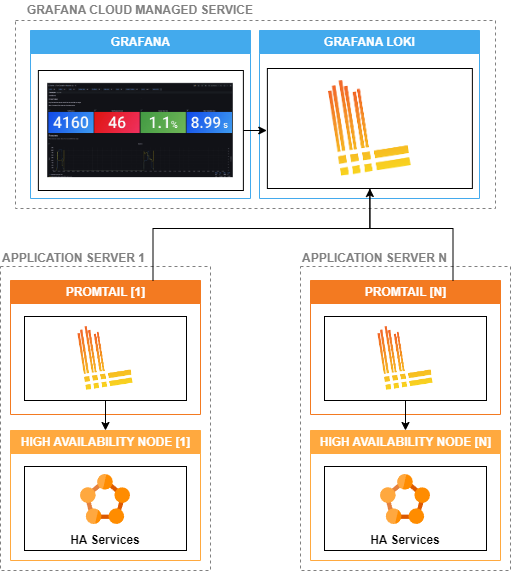 GRAFANA CLOUD MANAGED SERVICE
GRAFANA
GRAFANA LOKI
4160
46
1.1%
8.99 s
APPLICATION SERVER 1
APPLICATION SERVER N
PROMTAIL [1]
PROMTAIL [N]
HIGH AVAILABILITY NODE [1]
HIGH AVAILABILITY NODE [N]
HA Services
HA Services